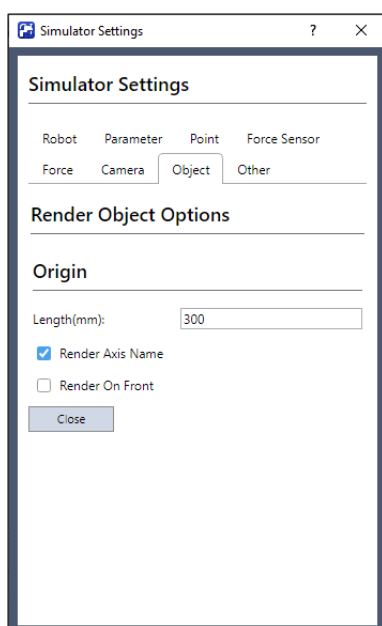 Simulator Settings ? ×
Simulator Settings
Robot Parameter Point Force Sensor
Force Camera Object Other
Render Object Options
Origin
Length(mm): 300
Render Axis Name
Render On Front
Close